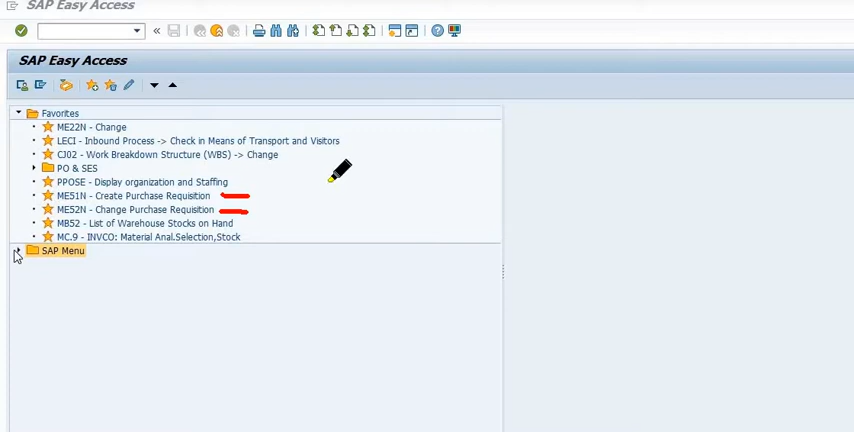 SAP Easy Access
SAP Easy Access
Favorites
ME22N - Change
LECI - Inbound Process -> Check in Means of Transport and Visitors
CJ02 - Work Breakdown Structure (WBS) -> Change
PO & SES
PPOSE - Display organization and Staffing
ME51N - Create Purchase Requisition
ME52N - Change Purchase Requisition
MB52 - List of Warehouse Stocks on Hand
MC.9 - INVCO: Material Anal.Selection,Stock
SAP Menu